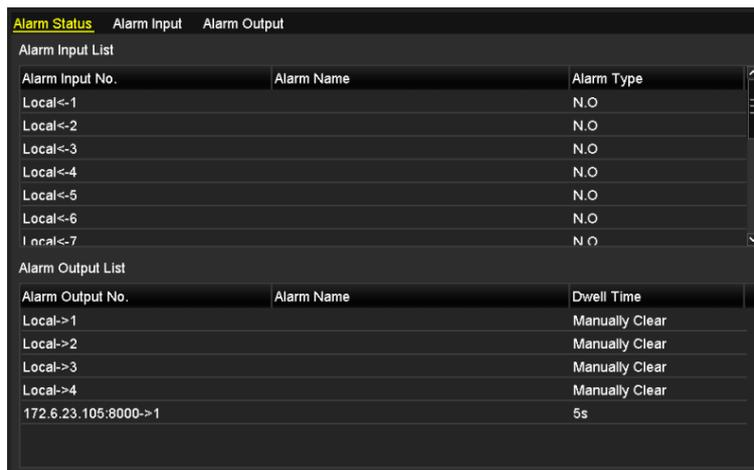 Alarm Status Alarm Input Alarm Output
Alarm Input List
Alarm Input No. Alarm Name Alarm Type
Local<-1 N.O
Local<-2 N.O
Local<-3 N.O
Local<-4 N.O
Local<-5 N.O
Local<-6 N.O
Local<-7 N.O
Alarm Output List
Alarm Output No. Alarm Name Dwell Time
Local->1 Manually Clear
Local->2 Manually Clear
Local->3 Manually Clear
Local->4 Manually Clear
172.6.23.105:8000->1 5s